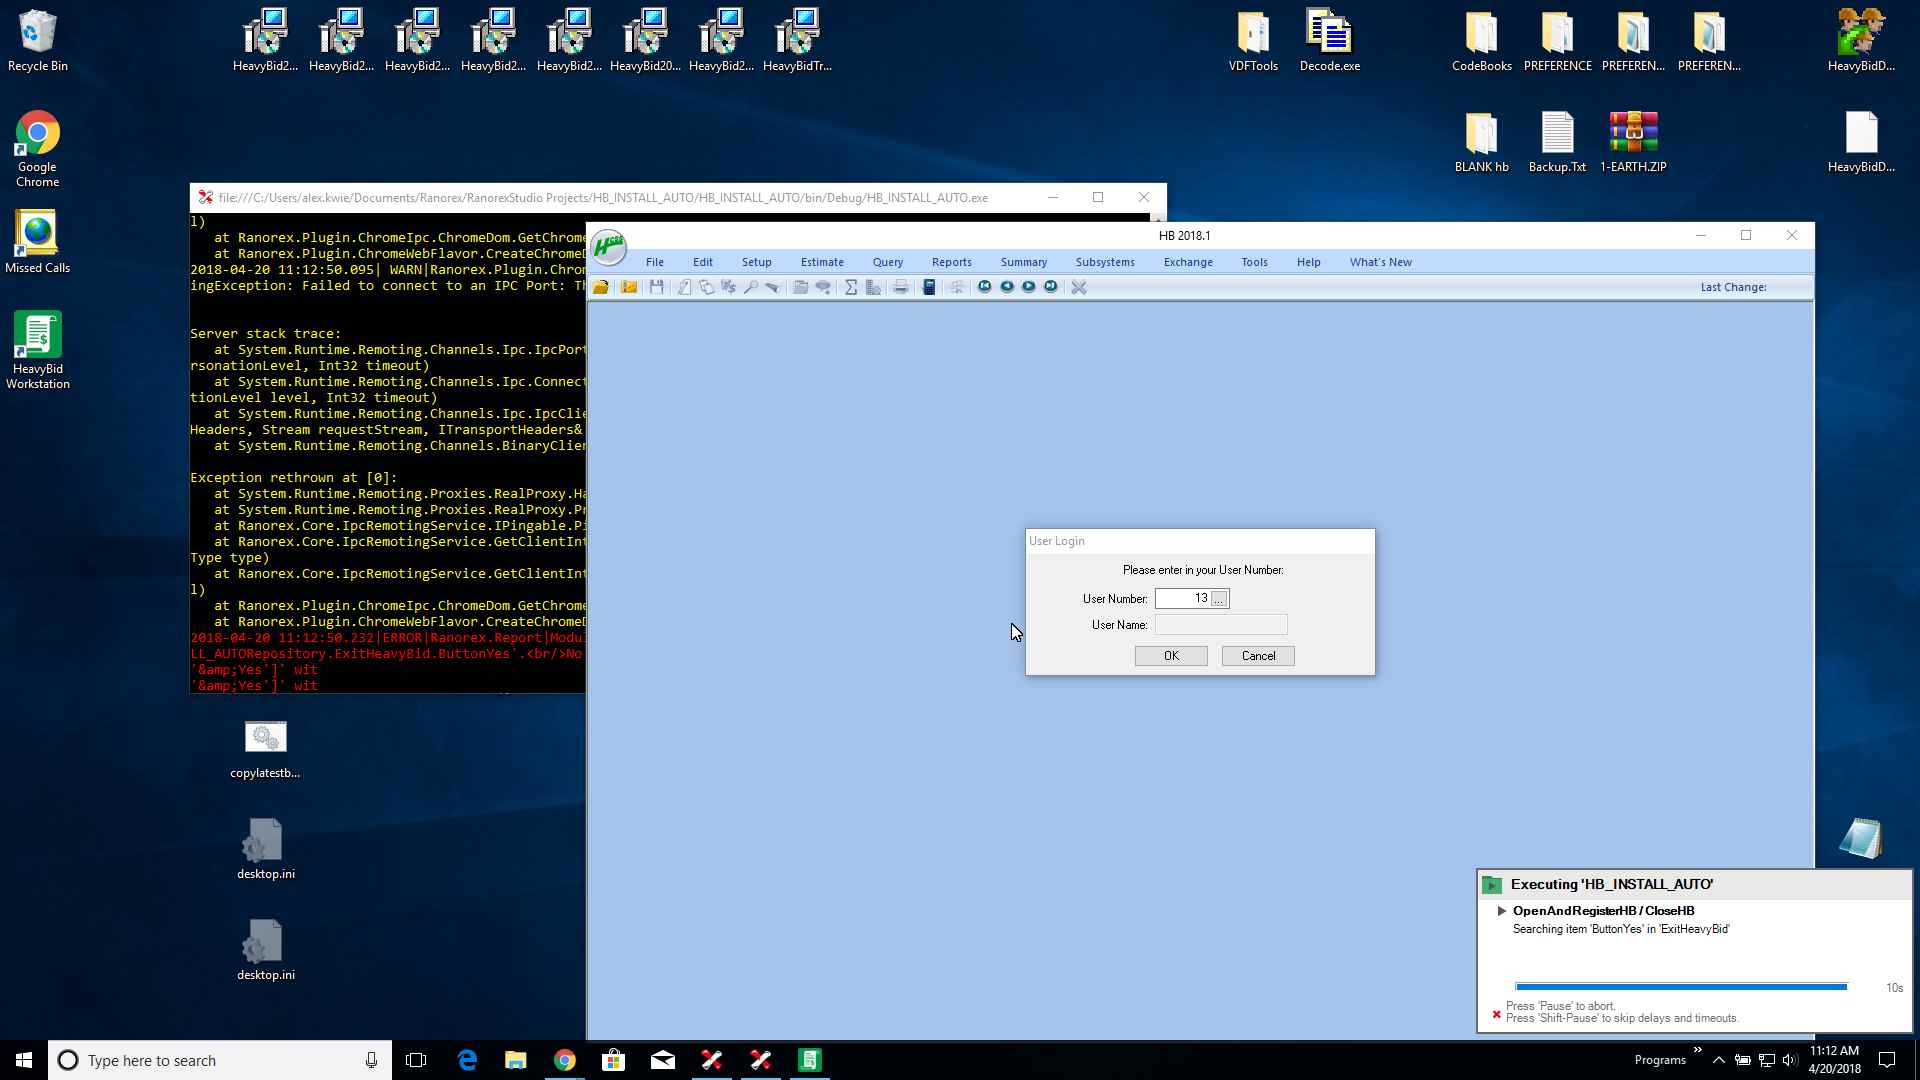 Recycle Bin
HeavyBid2...
HeavyBid2...
HeavyBid2...
HeavyBid2...
HeavyBid2...
HeavyBid20...
HeavyBid2...
HeavyBidTr...
VDFTools
Decode.exe
CodeBooks
PREFERENCE
PREFEREN...
PREFEREN...
HeavyBidD...
Google
Chrome
BLANK hb
Backup.Txt
1-EARTH.ZIP
HeavyBidD...
Missed Calls
HeavyBid
Workstation
file:///C:/Users/alex.kwie/Documents/Ranorex/RanorexStudio Projects/HB_INSTALL_AUTO/HB_INSTALL_AUTO/bin/Debug/HB_INSTALL_AUTO.exe
l)
at Ranorex.Plugin.ChromeIpc.ChromeDom.GetChrome
at Ranorex.Plugin.ChromeWebFlavor.CreateChromeD
2018-04-20 11:12:50.095| WARN|Ranorex.Plugin.Chrom
ingException: Failed to connect to an IPC Port: Th
Server stack trace:
at System.Runtime.Remoting.Channels.Ipc.IpcPort
rsonationLevel, Int32 timeout)
at System.Runtime.Remoting.Channels.Ipc.Connect
tionLevel level, Int32 timeout)
at System.Runtime.Remoting.Channels.Ipc.IpcClie
Headers, Stream requestStream, ITransportHeaders&
at System.Runtime.Remoting.Channels.BinaryClien
Exception rethrown at [0]:
at System.Runtime.Remoting.Proxies.RealProxy.Ha
at System.Runtime.Remoting.Proxies.RealProxy.Pr
at Ranorex.Core.IpcRemotingService.IPingable.Pi
at Ranorex.Core.IpcRemotingService.GetClientInt
Type type)
at Ranorex.Core.IpcRemotingService.GetClientInt
l)
at Ranorex.Plugin.ChromeIpc.ChromeDom.GetChrome
at Ranorex.Plugin.ChromeWebFlavor.CreateChromeD
2018-04-20 11:12:50.232|ERROR|Ranorex.Report|Modul
LL_AUTORepository.ExitHeavyBid.ButtonYes'.<br/>No
'&amp;Yes']' wit
'&amp;Yes']' wit
HB 2018.1
File Edit Setup Estimate Query Reports Summary Subsystems Exchange Tools Help What's New
Last Change:
User Login
Please enter in your User Number:
User Number: 13 ...
User Name:
OK Cancel
copylatestb...
desktop.ini
desktop.ini
Executing 'HB_INSTALL_AUTO'
OpenAndRegisterHB / CloseHB
Searching item 'ButtonYes' in 'ExitHeavyBid'
10s
Press 'Pause' to abort.
Press 'Shift-Pause' to skip delays and timeouts.
Type here to search
Programs
11:12 AM
4/20/2018